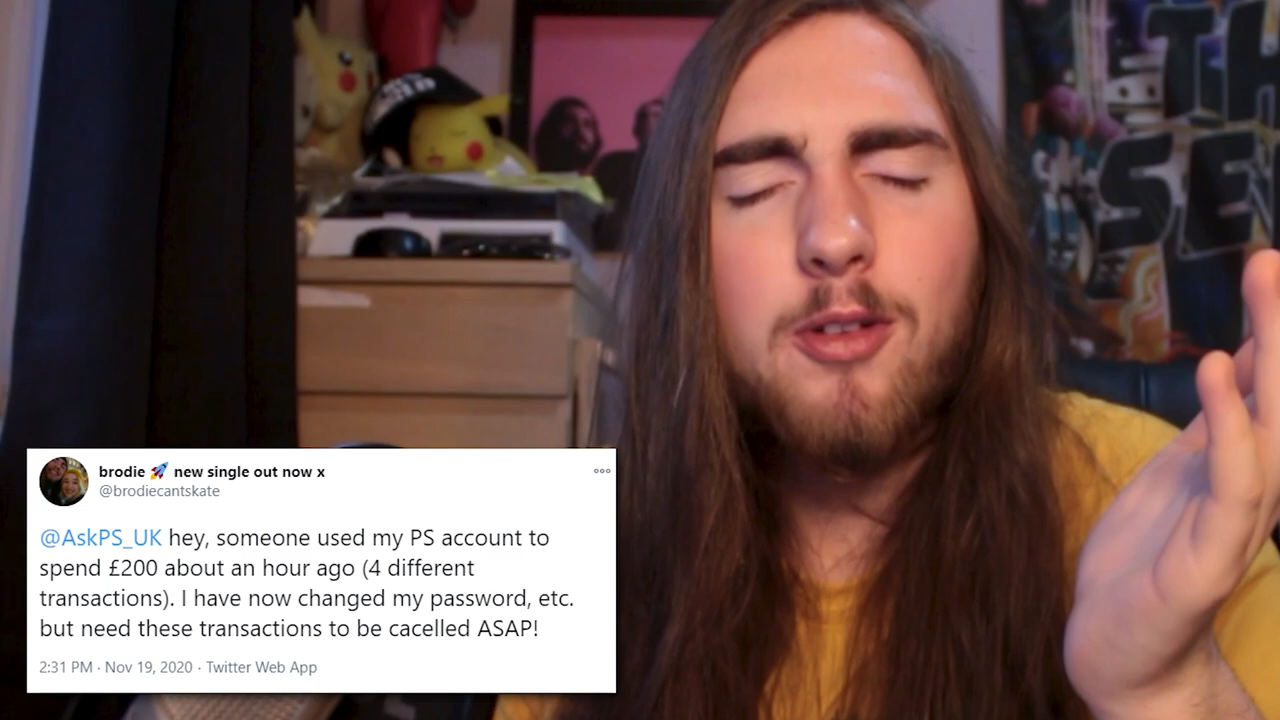 TH
SE
brodie 🚀 new single out now x
@brodiecantskate
@AskPS_UK hey, someone used my PS account to
spend £200 about an hour ago (4 different
transactions). I have now changed my password, etc.
but need these transactions to be cacelled ASAP!
2:31 PM · Nov 19, 2020 · Twitter Web App